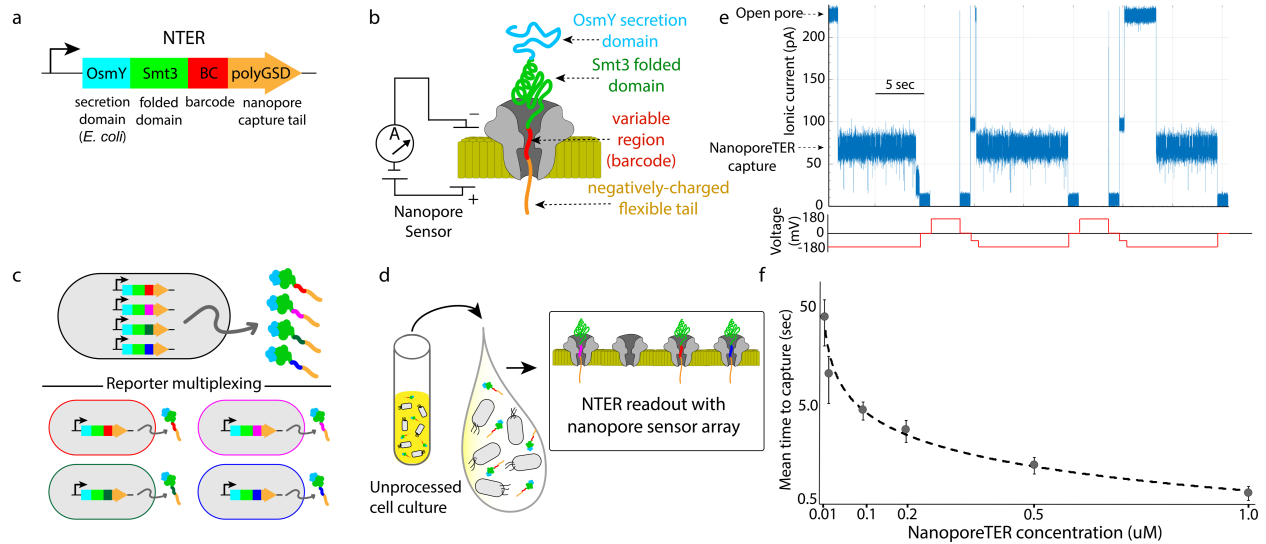 a
NTER
OsmY Smt3 BC polyGSD
secretion domain (E. coli)
folded domain
barcode
nanopore capture tail
b
OsmY secretion
domain
Smt3 folded
domain
variable
region
(barcode)
negatively-charged
flexible tail
A
−
+
Nanopore
Sensor
e
Open pore
NanoporeTER
capture
Ionic current (pA)
200
150
100
50
0
5 sec
Voltage
(mV)
180
0
-180
c
Reporter multiplexing
d
Unprocessed
cell culture
NTER readout with
nanopore sensor array
f
Mean time to capture (sec)
50
5.0
0.5
0.01 0.1 0.2 0.5 1.0
NanoporeTER concentration (uM)